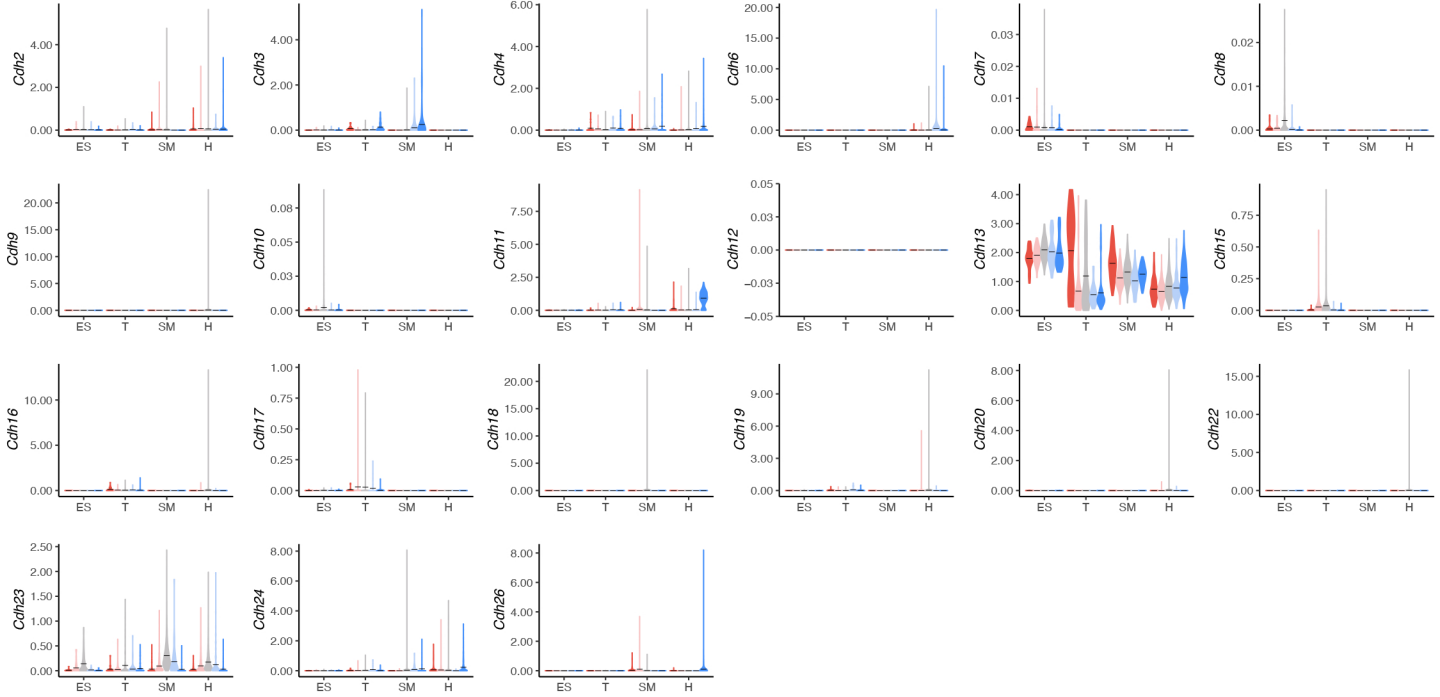 Cdh2
4.00
2.00
0.00
ES T SM H
Cdh3
4.00
2.00
0.00
ES T SM H
Cdh4
6.00
4.00
2.00
0.00
ES T SM H
Cdh6
20.00
15.00
10.00
5.00
0.00
ES T SM H
Cdh7
0.03
0.02
0.01
0.00
ES T SM H
Cdh8
0.02
0.01
0.00
ES T SM H
Cdh9
20.00
15.00
10.00
5.00
0.00
ES T SM H
Cdh10
0.08
0.05
0.03
0.00
ES T SM H
Cdh11
7.50
5.00
2.50
0.00
ES T SM H
Cdh12
0.05
0.03
0.00
−0.03
−0.05
ES T SM H
Cdh13
4.00
3.00
2.00
1.00
0.00
ES T SM H
Cdh15
0.75
0.50
0.25
0.00
ES T SM H
Cdh16
10.00
5.00
0.00
ES T SM H
Cdh17
1.00
0.75
0.50
0.25
0.00
ES T SM H
Cdh18
20.00
15.00
10.00
5.00
0.00
ES T SM H
Cdh19
9.00
6.00
3.00
0.00
ES T SM H
Cdh20
8.00
6.00
4.00
2.00
0.00
ES T SM H
Cdh22
15.00
10.00
5.00
0.00
ES T SM H
Cdh23
2.50
2.00
1.50
1.00
0.50
0.00
ES T SM H
Cdh24
8.00
6.00
4.00
2.00
0.00
ES T SM H
Cdh26
8.00
6.00
4.00
2.00
0.00
ES T SM H